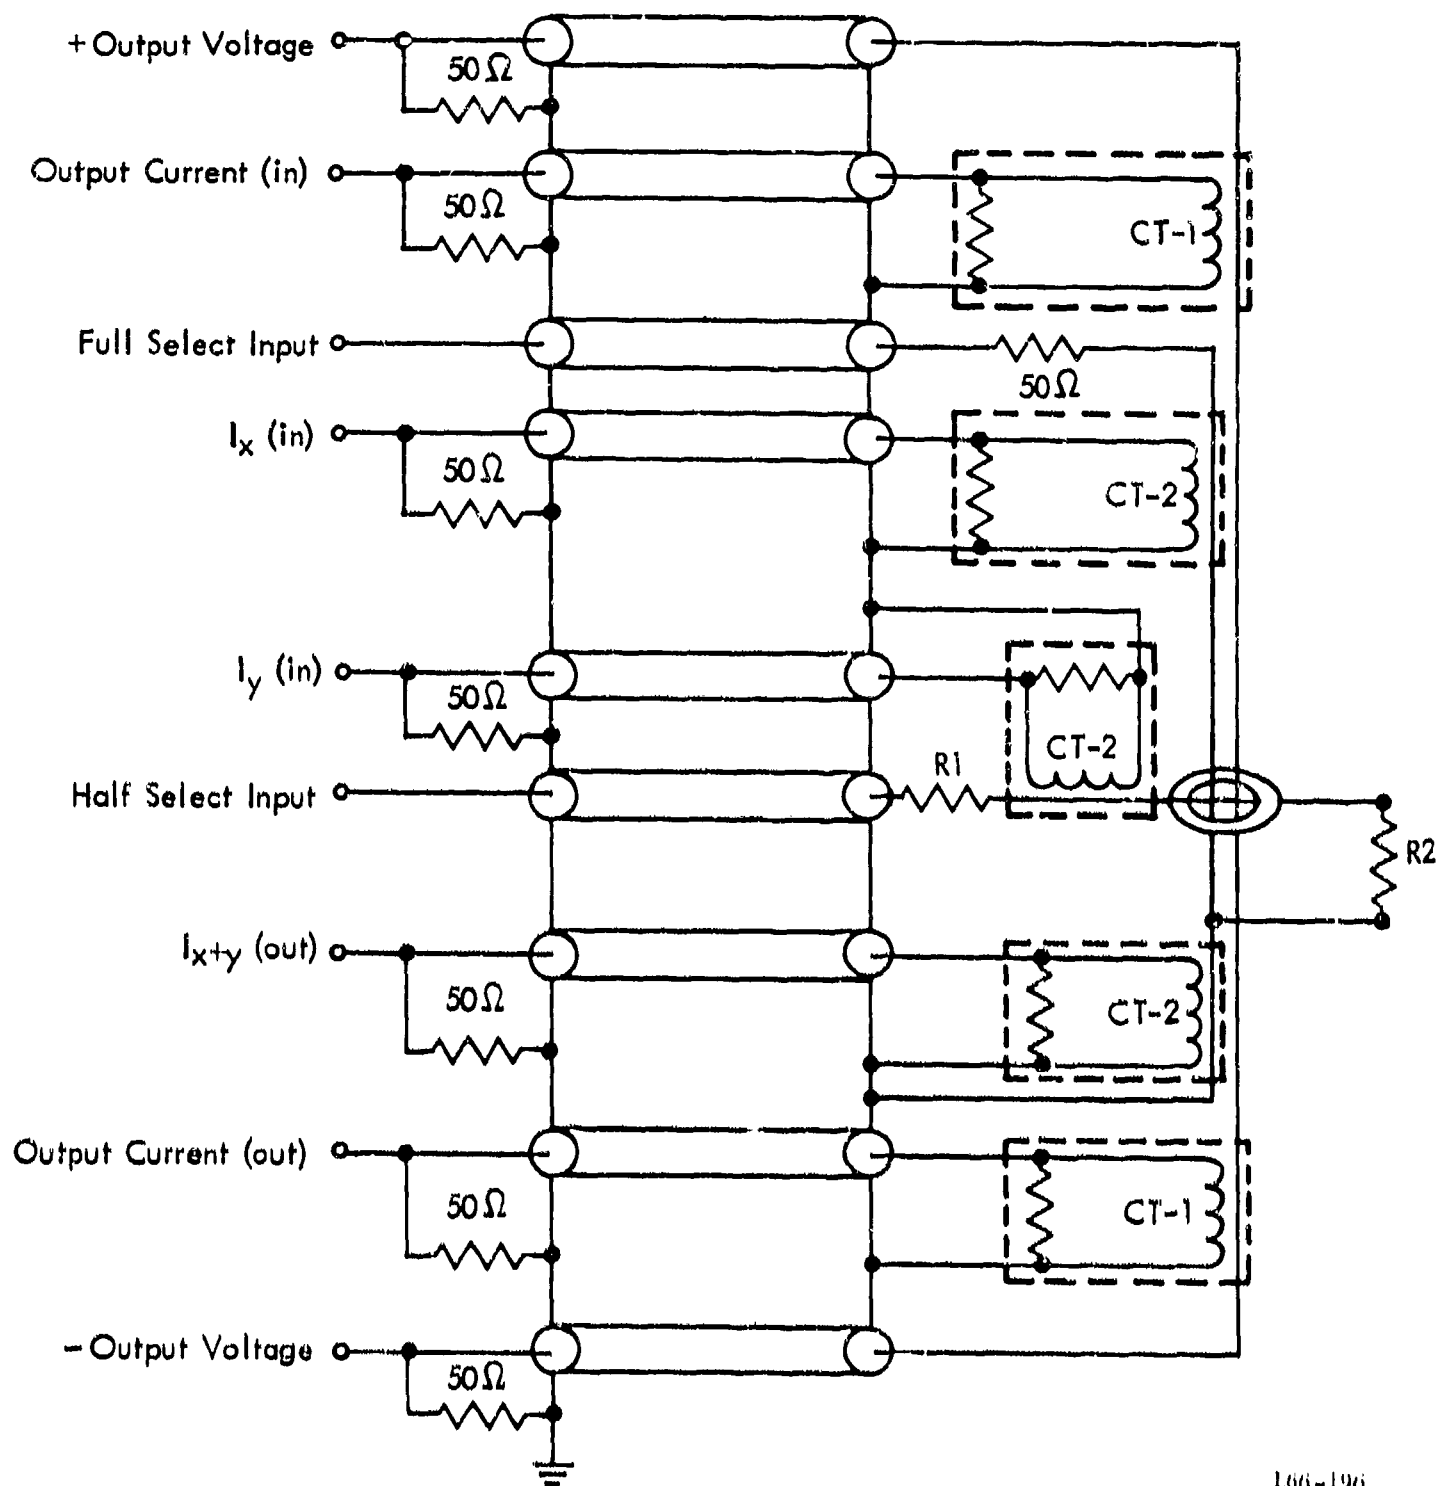 +Output Voltage
50Ω
Output Current (in)
50Ω
CT-1
Full Select Input
50Ω
Ix (in)
50Ω
CT-2
Iy (in)
50Ω
CT-2
R1
Half Select Input
R2
Ix+y (out)
50Ω
CT-2
Output Current (out)
50Ω
CT-1
−Output Voltage
50Ω
166-196